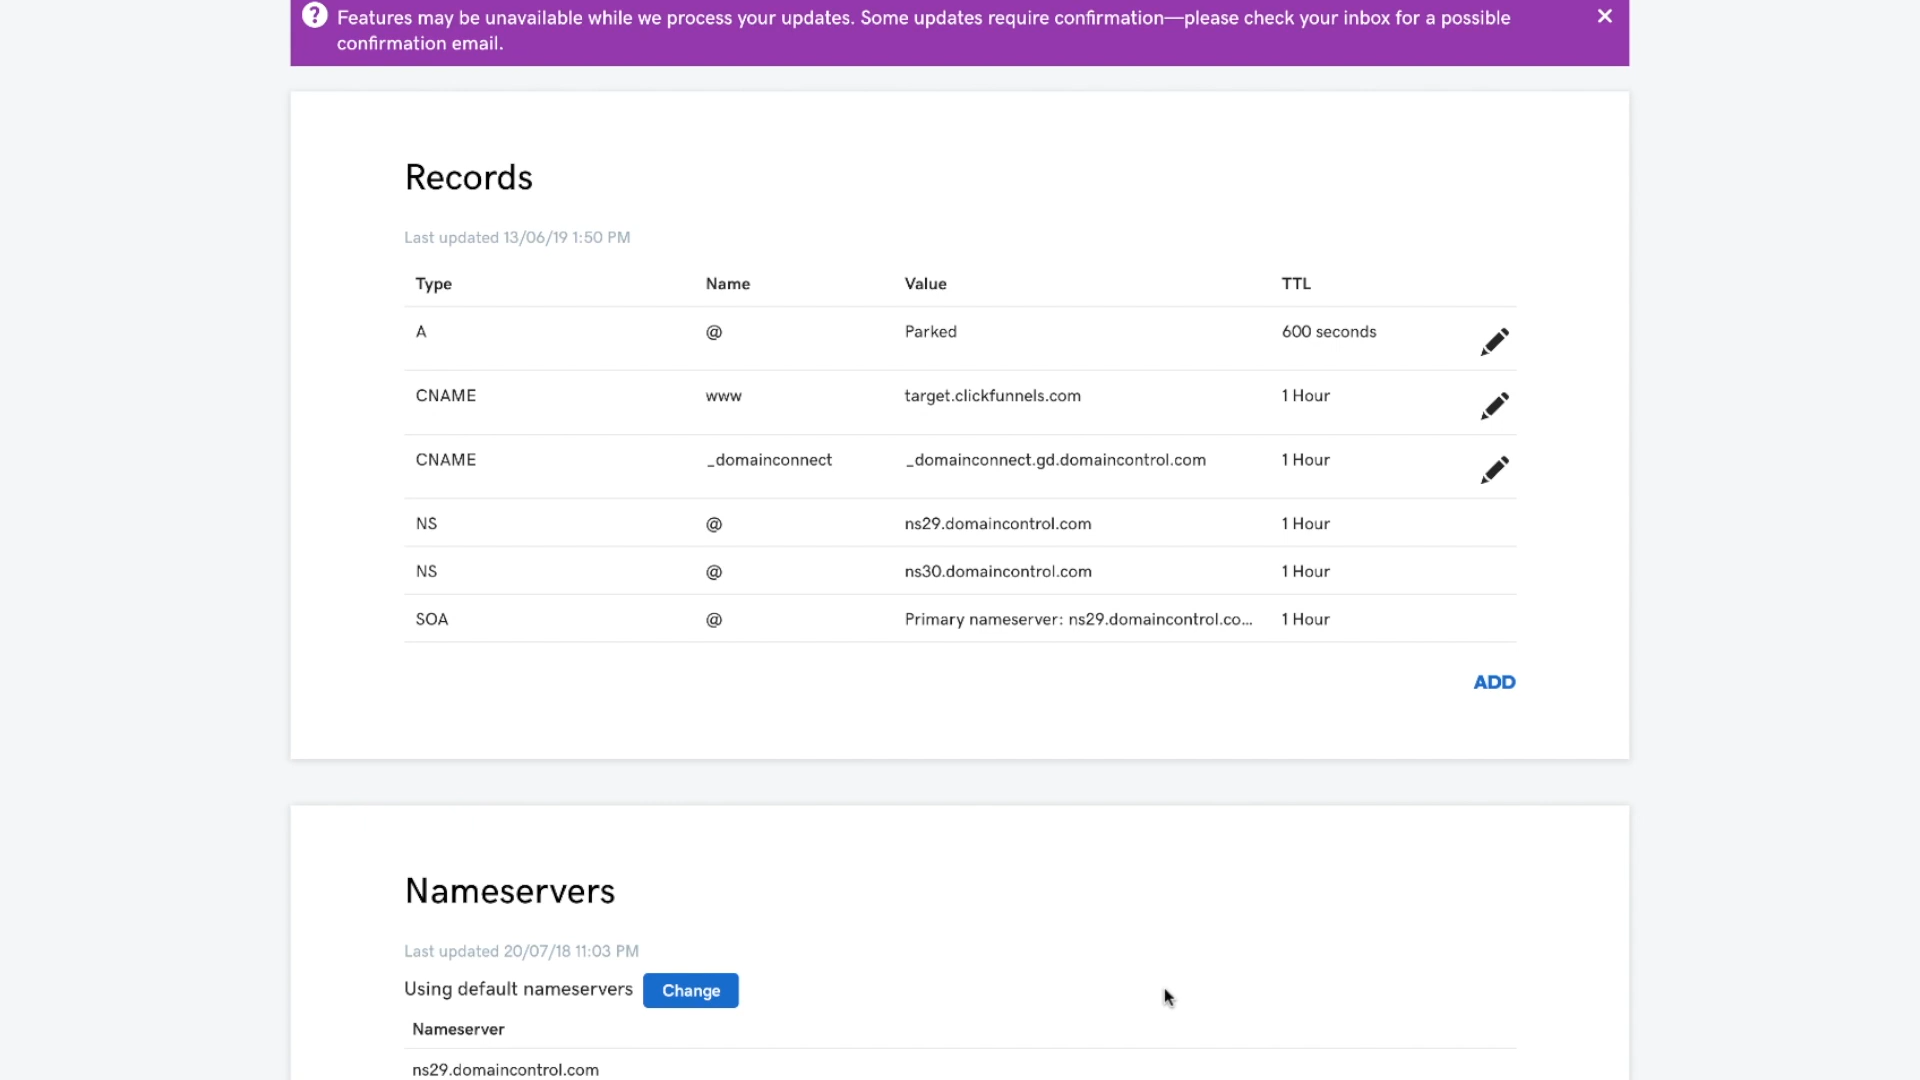 Features may be unavailable while we process your updates. Some updates require confirmation—please check your inbox for a possible
confirmation email.
Records
Last updated 13/06/19 1:50 PM
Type Name Value TTL
A @ Parked 600 seconds
CNAME www target.clickfunnels.com 1 Hour
CNAME _domainconnect _domainconnect.gd.domaincontrol.com 1 Hour
NS @ ns29.domaincontrol.com 1 Hour
NS @ ns30.domaincontrol.com 1 Hour
SOA @ Primary nameserver: ns29.domaincontrol.co... 1 Hour
ADD
Nameservers
Last updated 20/07/18 11:03 PM
Using default nameservers Change
Nameserver
ns29.domaincontrol.com